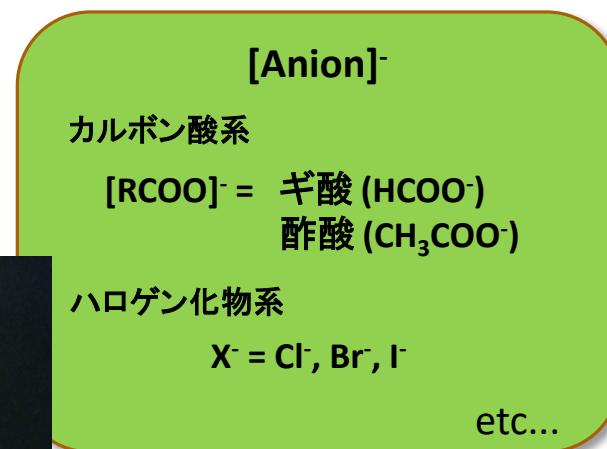 [Anion]⁻
カルボン酸系
[RCOO]⁻ = ギ酸 (HCOO⁻)
酢酸 (CH₃COO⁻)
ハロゲン化物系
X⁻ = Cl⁻, Br⁻, I⁻
etc...